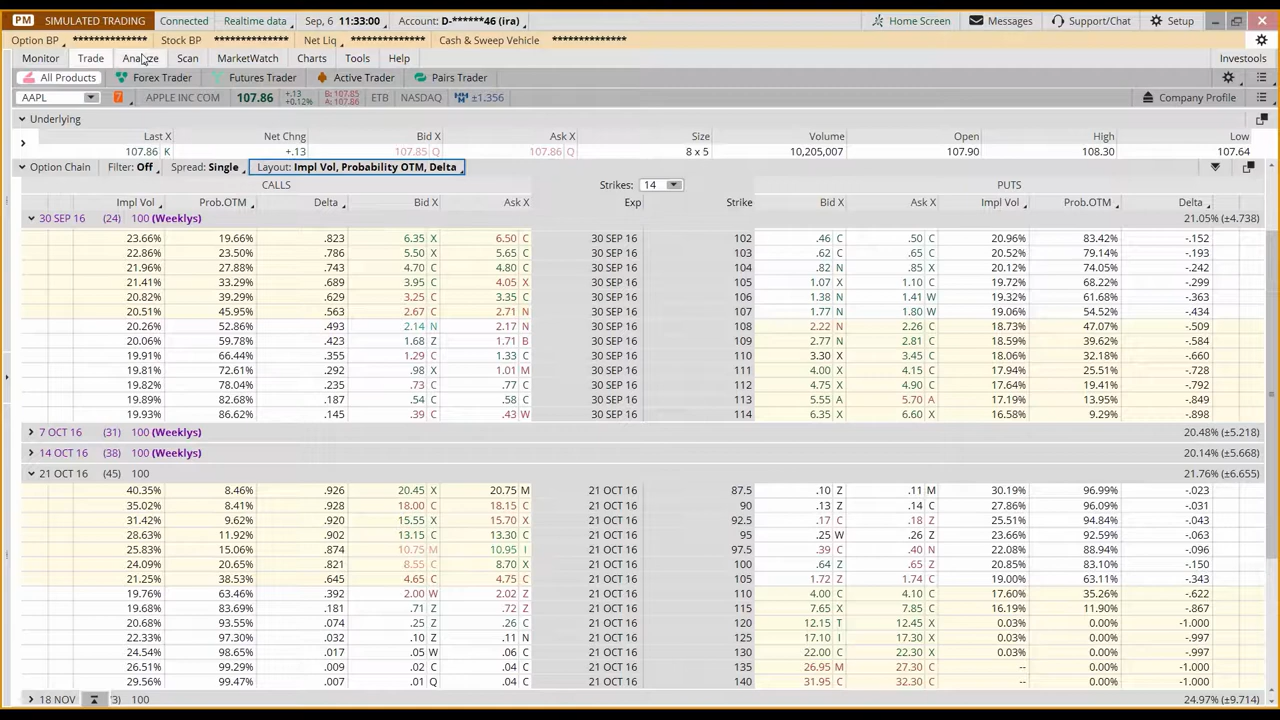 PM SIMULATED TRADING Connected Realtime data Sep, 6 11:33:00 Account: D-******46 (ira) Home Screen Messages Support/Chat Setup
Option BP ************** Stock BP ************** Net Liq ************** Cash & Sweep Vehicle **************
Monitor Trade Analyze Scan MarketWatch Charts Tools Help Investools
All Products Forex Trader Futures Trader Active Trader Pairs Trader
AAPL 7 APPLE INC COM 107.86 +.13 +0.12% B: 107.85 A: 107.86 ETB NASDAQ ±1.356 Company Profile
Underlying
Last X Net Chng Bid X Ask X Size Volume Open High Low
107.86 K +.13 107.85 Q 107.86 Q 8 x 5 10,205,007 107.90 108.30 107.64
Option Chain Filter: Off Spread: Single Layout: Impl Vol, Probability OTM, Delta
CALLS Strikes: 14 PUTS
Impl Vol Prob.OTM Delta Bid X Ask X Exp Strike Bid X Ask X Impl Vol Prob.OTM Delta
30 SEP 16 (24) 100 (Weeklys) 21.05% (±4.738)
23.66% 19.66% .823 6.35 X 6.50 C 30 SEP 16 102 .46 C .50 C 20.96% 83.42% -.152
22.86% 23.50% .786 5.50 X 5.65 C 30 SEP 16 103 .62 C .65 C 20.52% 79.14% -.193
21.96% 27.88% .743 4.70 C 4.80 C 30 SEP 16 104 .82 N .85 X 20.12% 74.05% -.242
21.41% 33.29% .689 3.95 C 4.05 X 30 SEP 16 105 1.07 X 1.10 C 19.72% 68.22% -.299
20.82% 39.29% .629 3.25 C 3.35 C 30 SEP 16 106 1.38 N 1.41 W 19.32% 61.68% -.363
20.51% 45.95% .563 2.67 C 2.71 N 30 SEP 16 107 1.77 N 1.80 W 19.06% 54.52% -.434
20.26% 52.86% .493 2.14 N 2.17 N 30 SEP 16 108 2.22 N 2.26 C 18.73% 47.07% -.509
20.06% 59.78% .423 1.68 Z 1.71 B 30 SEP 16 109 2.77 N 2.81 C 18.59% 39.62% -.584
19.91% 66.44% .355 1.29 C 1.33 C 30 SEP 16 110 3.30 X 3.45 C 18.06% 32.18% -.660
19.81% 72.61% .292 .98 X 1.01 M 30 SEP 16 111 4.00 X 4.15 C 17.94% 25.51% -.728
19.82% 78.04% .235 .73 C .77 C 30 SEP 16 112 4.75 X 4.90 C 17.64% 19.41% -.792
19.89% 82.68% .187 .54 C .58 C 30 SEP 16 113 5.55 A 5.70 A 17.19% 13.95% -.849
19.93% 86.62% .145 .39 C .43 W 30 SEP 16 114 6.35 X 6.60 X 16.58% 9.29% -.898
7 OCT 16 (31) 100 (Weeklys) 20.48% (±5.218)
14 OCT 16 (38) 100 (Weeklys) 20.14% (±5.668)
21 OCT 16 (45) 100 21.76% (±6.655)
40.35% 8.46% .926 20.45 X 20.75 M 21 OCT 16 87.5 .10 Z .11 M 30.19% 96.99% -.023
35.02% 8.41% .928 18.00 C 18.15 C 21 OCT 16 90 .13 Z .14 C 27.86% 96.09% -.031
31.42% 9.62% .920 15.55 X 15.70 X 21 OCT 16 92.5 .17 C .18 Z 25.51% 94.84% -.043
28.63% 11.92% .902 13.15 C 13.30 C 21 OCT 16 95 .25 W .26 Z 23.66% 92.59% -.063
25.83% 15.06% .874 10.75 M 10.95 I 21 OCT 16 97.5 .39 C .40 N 22.08% 88.94% -.096
24.09% 20.65% .821 8.55 C 8.70 X 21 OCT 16 100 .64 Z .65 Z 20.85% 83.10% -.150
21.25% 38.53% .645 4.65 C 4.75 C 21 OCT 16 105 1.72 Z 1.74 C 19.00% 63.11% -.343
19.76% 63.46% .392 2.00 W 2.02 Z 21 OCT 16 110 4.00 C 4.10 C 17.60% 35.26% -.622
19.68% 83.69% .181 .71 Z .72 Z 21 OCT 16 115 7.65 X 7.85 C 16.19% 11.90% -.867
20.68% 93.55% .074 .25 Z .26 C 21 OCT 16 120 12.15 T 12.45 X 0.03% 0.00% -1.000
22.33% 97.30% .032 .10 Z .11 N 21 OCT 16 125 17.10 I 17.30 X 0.03% 0.00% -.997
24.54% 98.65% .017 .05 W .06 C 21 OCT 16 130 22.00 C 22.30 X 0.03% 0.00% -.997
26.51% 99.29% .009 .02 C .04 C 21 OCT 16 135 26.95 M 27.30 C -- 0.00% -1.000
29.56% 99.47% .007 .01 Q .04 C 21 OCT 16 140 31.95 C 32.30 C -- 0.00% -1.000
18 NOV 3) 100 24.97% (±9.714)